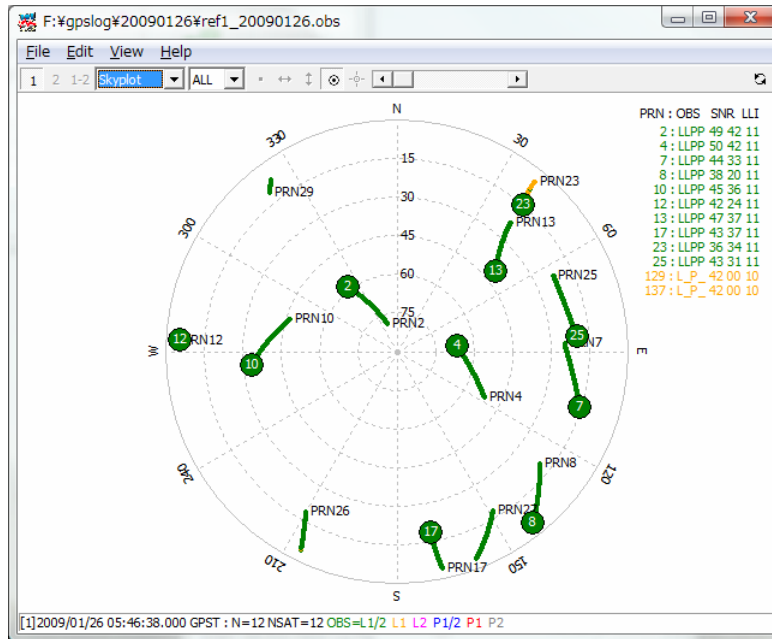 F:¥gpslog¥20090126¥ref1_20090126.obs
File Edit View Help
1 2 1-2 Skyplot ALL
N
330
30
15
PRN29
PRN23
23
PRN13
30
PRN : OBS SNR LLI
2 : LLPP 49 42 11
4 : LLPP 50 42 11
7 : LLPP 44 33 11
8 : LLPP 38 20 11
10 : LLPP 45 36 11
12 : LLPP 42 24 11
13 : LLPP 47 37 11
17 : LLPP 43 37 11
23 : LLPP 36 34 11
25 : LLPP 43 31 11
129 : L_P_ 42 00 10
137 : L_P_ 42 00 10
300
45
60
13
60
PRN25
2
75
PRN10
PRN2
12
RN12
25
N7
W
10
4
E
PRN4
7
240
PRN8
120
PRN26
17
8
210
PRN17
150
S
[1]2009/01/26 05:46:38.000 GPST : N=12 NSAT=12 OBS=L1/2 L1 L2 P1/2 P1 P2